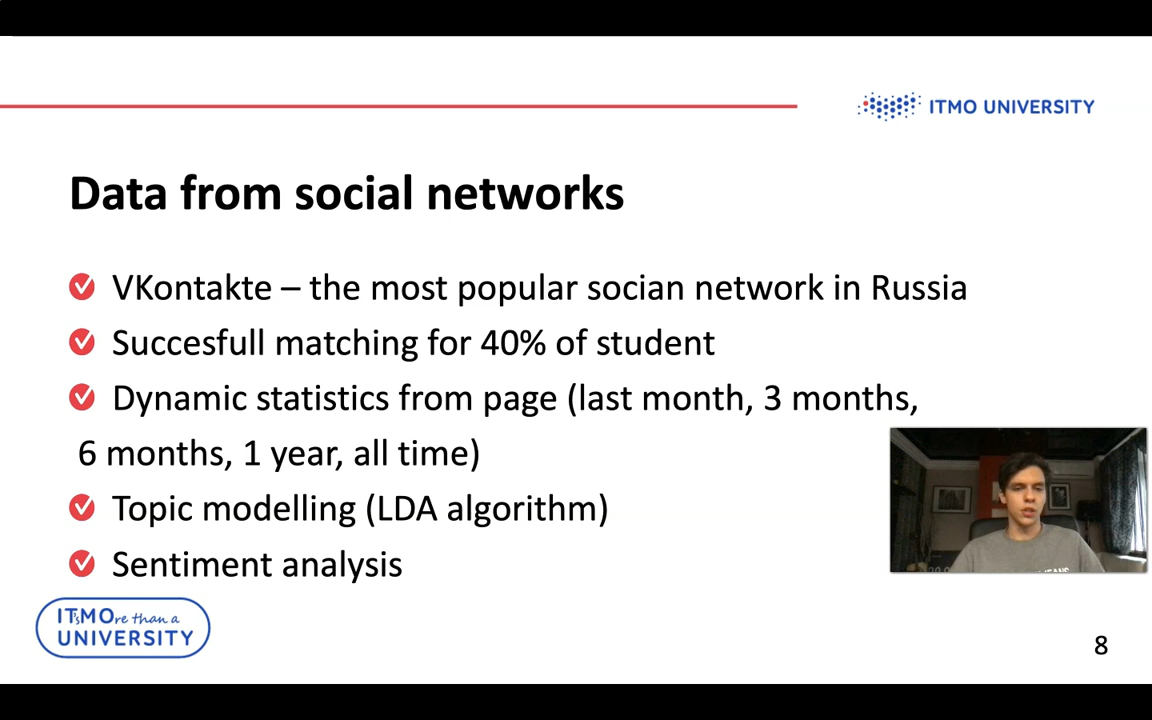 ITMO UNIVERSITY
Data from social networks
VKontakte – the most popular socian network in Russia
Succesfull matching for 40% of student
Dynamic statistics from page (last month, 3 months,
6 months, 1 year, all time)
Topic modelling (LDA algorithm)
Sentiment analysis
IT'sMOre than a
UNIVERSITY
8